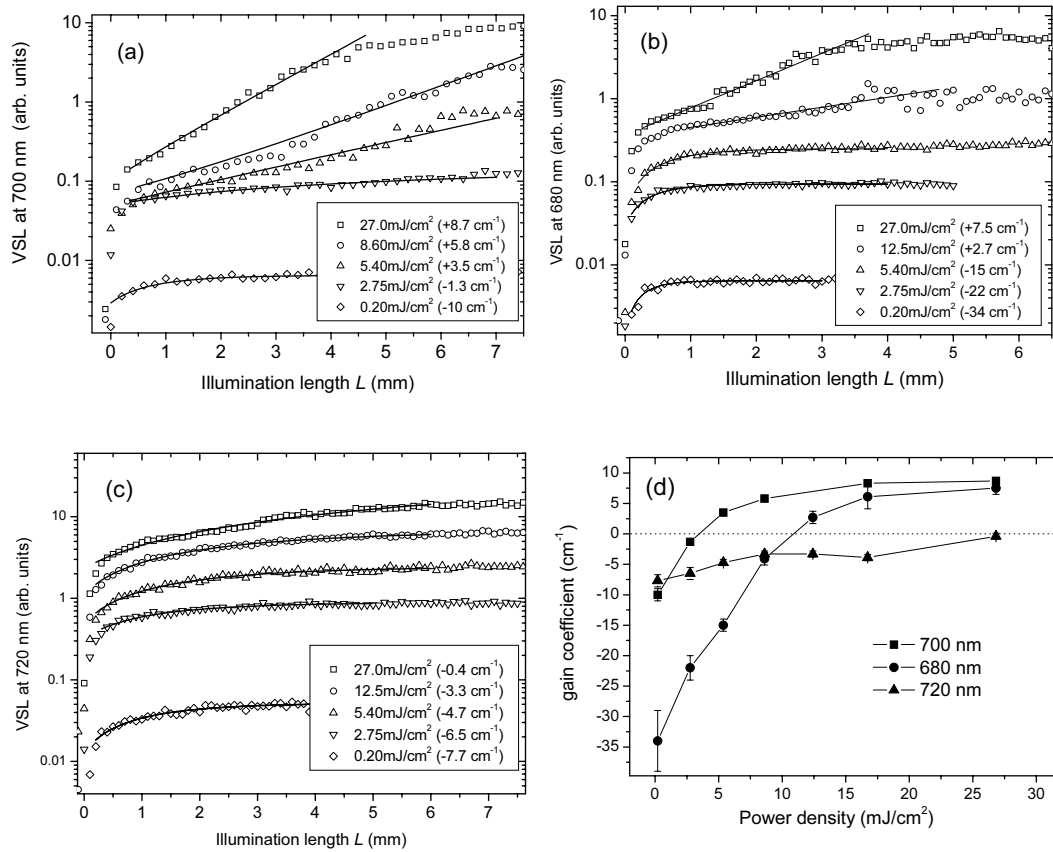 (a)
VSL at 700 nm (arb. units)
10
1
0.1
0.01
27.0mJ/cm² (+8.7 cm⁻¹)
8.60mJ/cm² (+5.8 cm⁻¹)
5.40mJ/cm² (+3.5 cm⁻¹)
2.75mJ/cm² (-1.3 cm⁻¹)
0.20mJ/cm² (-10 cm⁻¹)
0 1 2 3 4 5 6 7
Illumination length L (mm)
(b)
VSL at 680 nm (arb. units)
10
1
0.1
0.01
27.0mJ/cm² (+7.5 cm⁻¹)
12.5mJ/cm² (+2.7 cm⁻¹)
5.40mJ/cm² (-15 cm⁻¹)
2.75mJ/cm² (-22 cm⁻¹)
0.20mJ/cm² (-34 cm⁻¹)
0 1 2 3 4 5 6
Illumination length L (mm)
(c)
VSL at 720 nm (arb. units)
10
1
0.1
0.01
27.0mJ/cm² (-0.4 cm⁻¹)
12.5mJ/cm² (-3.3 cm⁻¹)
5.40mJ/cm² (-4.7 cm⁻¹)
2.75mJ/cm² (-6.5 cm⁻¹)
0.20mJ/cm² (-7.7 cm⁻¹)
0 1 2 3 4 5 6 7
Illumination length L (mm)
(d)
gain coefficient (cm⁻¹)
10
5
0
-5
-10
-15
-20
-25
-30
-35
700 nm
680 nm
720 nm
0 5 10 15 20 25 30
Power density (mJ/cm²)